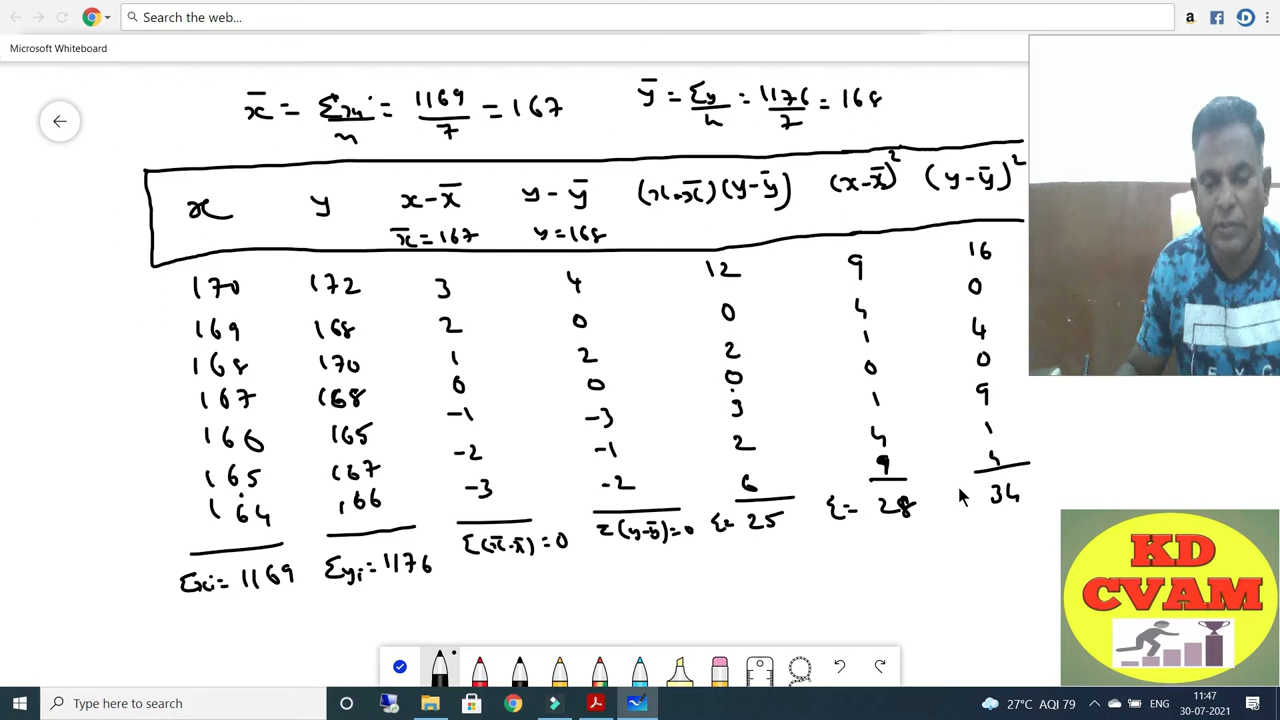 Search the web...
Microsoft Whiteboard
x̄ = Σxi/n = 1169/7 = 167
ȳ = Σy/n = 1176/7 = 168
x y x-x̄ y-ȳ (x-x̄)(y-ȳ) (x-x̄)² (y-ȳ)²
x̄=167 y=168
170 172 3 4 12 9 16
169 168 2 0 0 4 0
168 170 1 2 2 1 4
167 168 0 0 0 0 0
166 165 -1 -3 3 1 9
165 167 -2 -1 2 4 1
164 166 -3 -2 6 9 4
Σxi=1169 Σyi=1176 Σ(x-x̄)=0 Σ(y-ȳ)=0 Σ=25 Σ=28 34
KD
CVAM
Type here to search
27°C AQI 79
ENG
11:47
30-07-2021